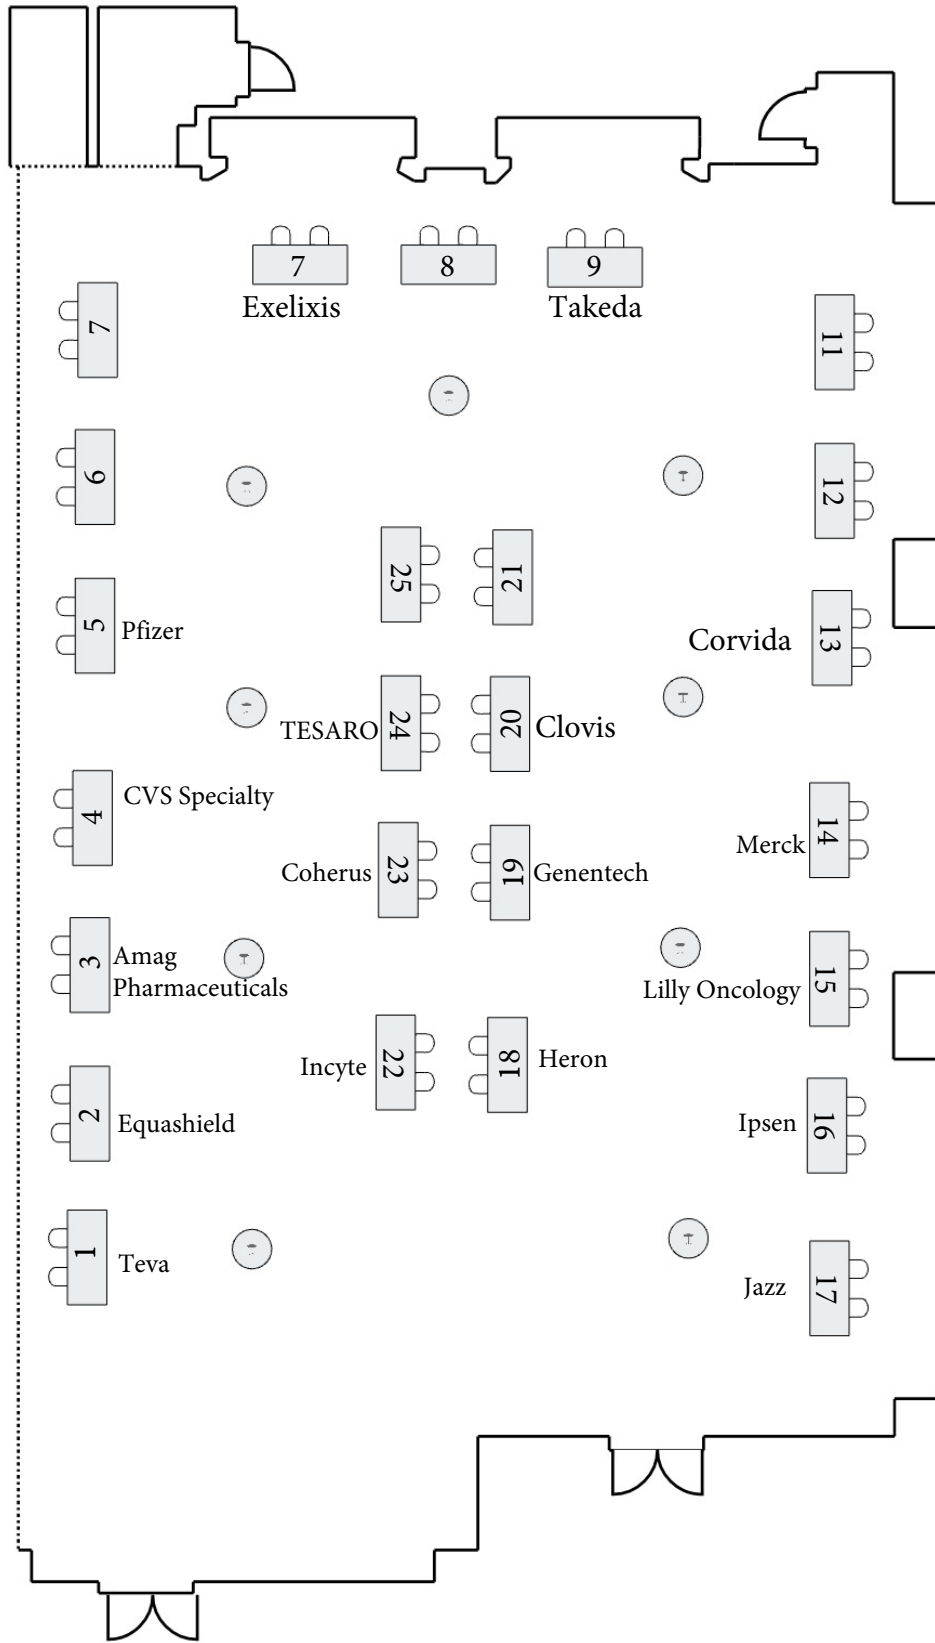 7
8
9
Exelixis
Takeda
7
11
6
12
25
21
5
Pfizer
13
Corvida
24
TESARO
20
Clovis
4
CVS Specialty
14
Merck
23
Coherus
19
Genentech
3
Amag
Pharmaceuticals
15
Lilly Oncology
22
Incyte
18
Heron
2
Equashield
16
Ipsen
1
Teva
17
Jazz